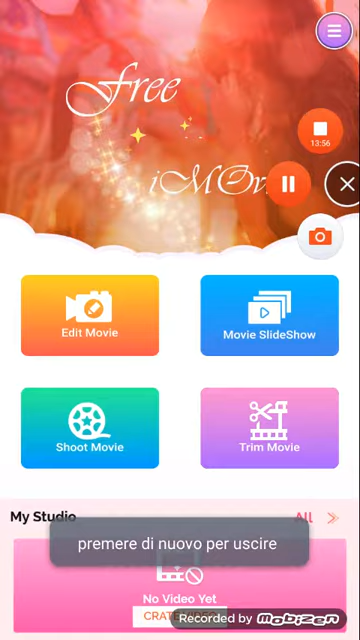 Free
13:56
iMOv
Edit Movie
Movie SlideShow
Shoot Movie
Trim Movie
My Studio
All
premere di nuovo per uscire
No Video Yet
Recorded by MOBIZEN